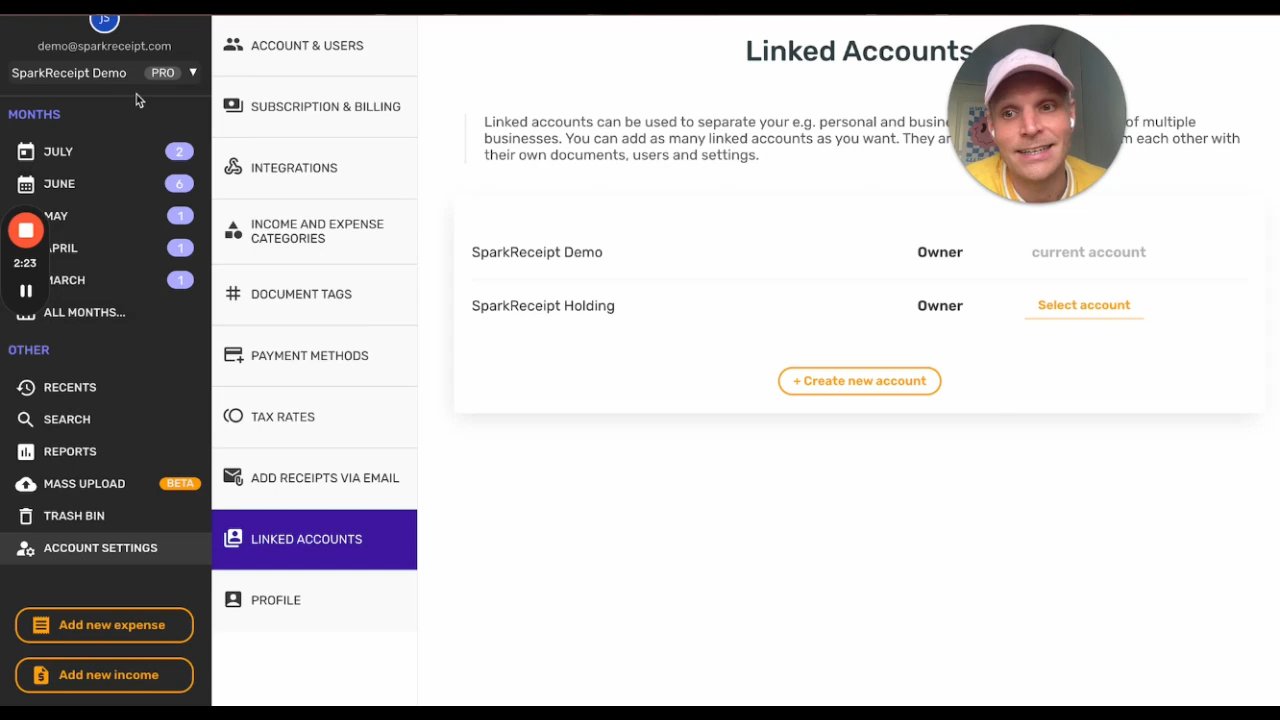 JS
demo@sparkreceipt.com
SparkReceipt Demo PRO
MONTHS
JULY 2
JUNE 6
MAY 1
APRIL 1
2:23
MARCH 1
ALL MONTHS...
OTHER
RECENTS
SEARCH
REPORTS
MASS UPLOAD BETA
TRASH BIN
ACCOUNT SETTINGS
Add new expense
Add new income
ACCOUNT & USERS
SUBSCRIPTION & BILLING
INTEGRATIONS
INCOME AND EXPENSE
CATEGORIES
DOCUMENT TAGS
PAYMENT METHODS
TAX RATES
ADD RECEIPTS VIA EMAIL
LINKED ACCOUNTS
PROFILE
Linked Accounts
Linked accounts can be used to separate your e.g. personal and of multiple
businesses. You can add as many linked accounts as you want. They each other with
their own documents, users and settings.
SparkReceipt Demo Owner current account
SparkReceipt Holding Owner Select account
+ Create new account